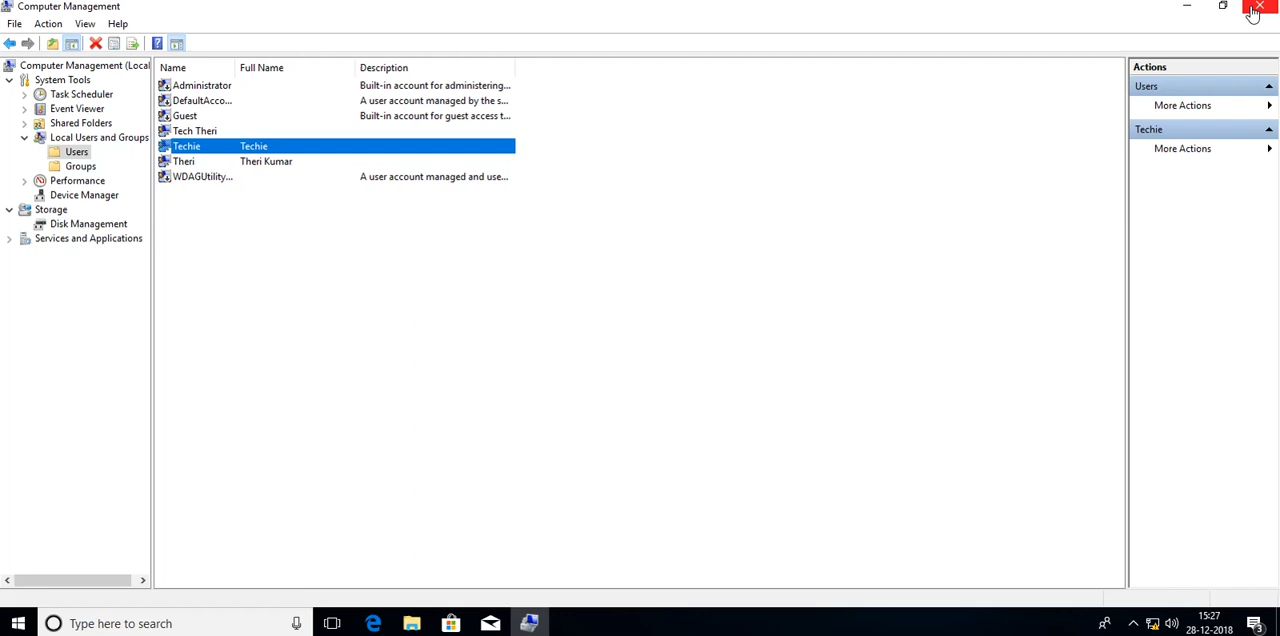 Computer Management
File Action View Help
Computer Management (Local
System Tools
Task Scheduler
Event Viewer
Shared Folders
Local Users and Groups
Users
Groups
Performance
Device Manager
Storage
Disk Management
Services and Applications
Name Full Name Description
Administrator Built-in account for administering...
DefaultAcco... A user account managed by the s...
Guest Built-in account for guest access t...
Tech Theri
Techie Techie
Theri Theri Kumar
WDAGUtility... A user account managed and use...
Actions
Users
More Actions
Techie
More Actions
Type here to search
15:27
28-12-2018
3